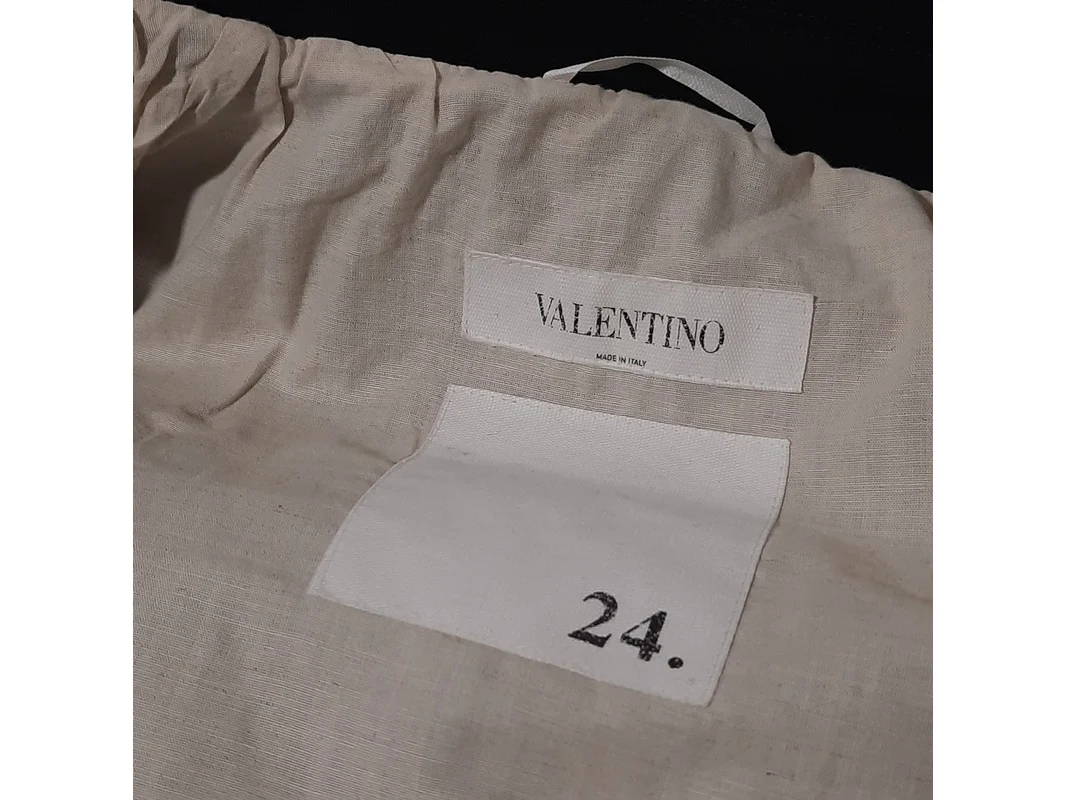 VALENTINO
MADE IN ITALY
24.